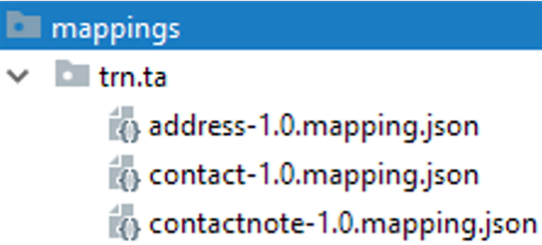 mappings
trn.ta
address-1.0.mapping.json
contact-1.0.mapping.json
contactnote-1.0.mapping.json